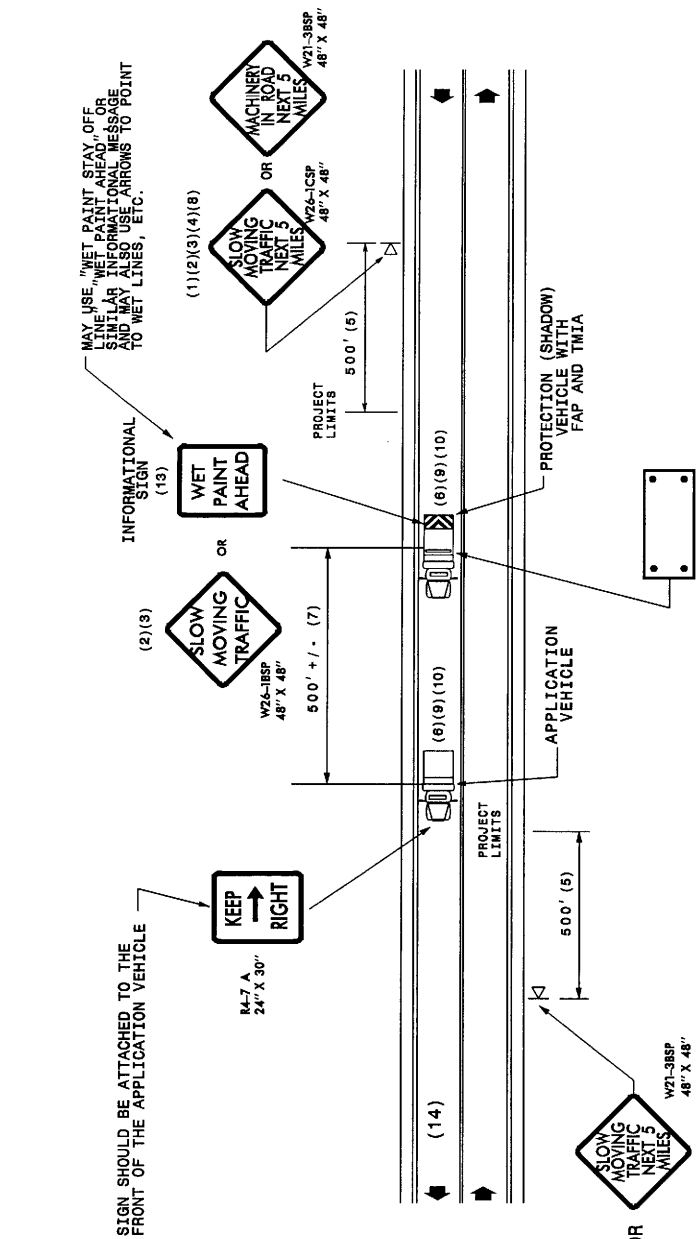 SIGN SHOULD BE ATTACHED TO THE
FRONT OF THE APPLICATION VEHICLE
KEEP
RIGHT
R4-7 A
24" X 30"
MAY USE "WET PAINT STAY OFF
LINE", "WET PAINT AHEAD", OR
SIMILAR INFORMATIONAL MESSAGE
AND MAY ALSO USE ARROWS TO POINT
TO WET LINES, ETC.
INFORMATIONAL
SIGN
(13)
WET
PAINT
AHEAD
OR
(2)(3)
SLOW
MOVING
TRAFFIC
W26-1BSP
48" X 48"
500' +/- (7)
(1)(2)(3)(4)(8)
SLOW
MOVING
TRAFFIC
NEXT 5
MILES
W26-1CSP
48" X 48"
OR
MACHINERY
IN ROAD
NEXT 5
MILES
W21-3BSP
48" X 48"
500' (5)
PROJECT
LIMITS
(14)
(6)(9)(10)
(6)(9)(10)
PROJECT
LIMITS
500' (5)
APPLICATION
VEHICLE
PROTECTION (SHADOW)
VEHICLE WITH
FAP AND TMIA
SLOW
MOVING
TRAFFIC
NEXT 5
MILES
W21-3BSP
48" X 48"
OR